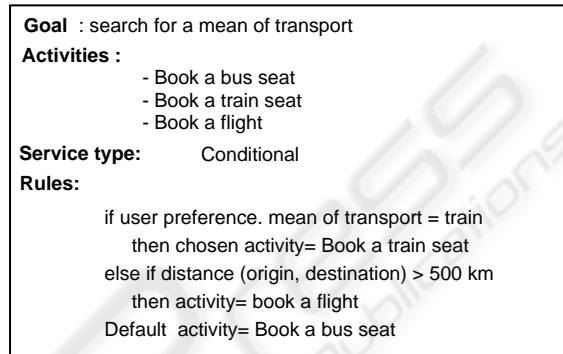 Goal : search for a mean of transport
Activities :
- Book a bus seat
- Book a train seat
- Book a flight
Service type: Conditional
Rules:
if user preference. mean of transport = train
then chosen activity= Book a train seat
else if distance (origin, destination) > 500 km
then activity= book a flight
Default activity= Book a bus seat